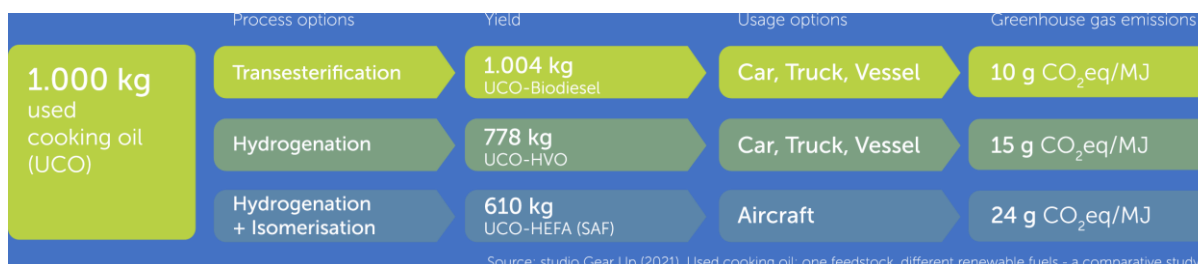 Process options
Yield
Usage options
Greenhouse gas emissions
1.000 kg
used
cooking oil
(UCO)
Transesterification
1.004 kg
UCO-Biodiesel
Car, Truck, Vessel
10 g CO₂eq/MJ
Hydrogenation
778 kg
UCO-HVO
Car, Truck, Vessel
15 g CO₂eq/MJ
Hydrogenation
+ Isomerisation
610 kg
UCO-HEFA (SAF)
Aircraft
24 g CO₂eq/MJ
Source: studio Gear Up (2021), Used cooking oil: one feedstock, different renewable fuels - a comparative study